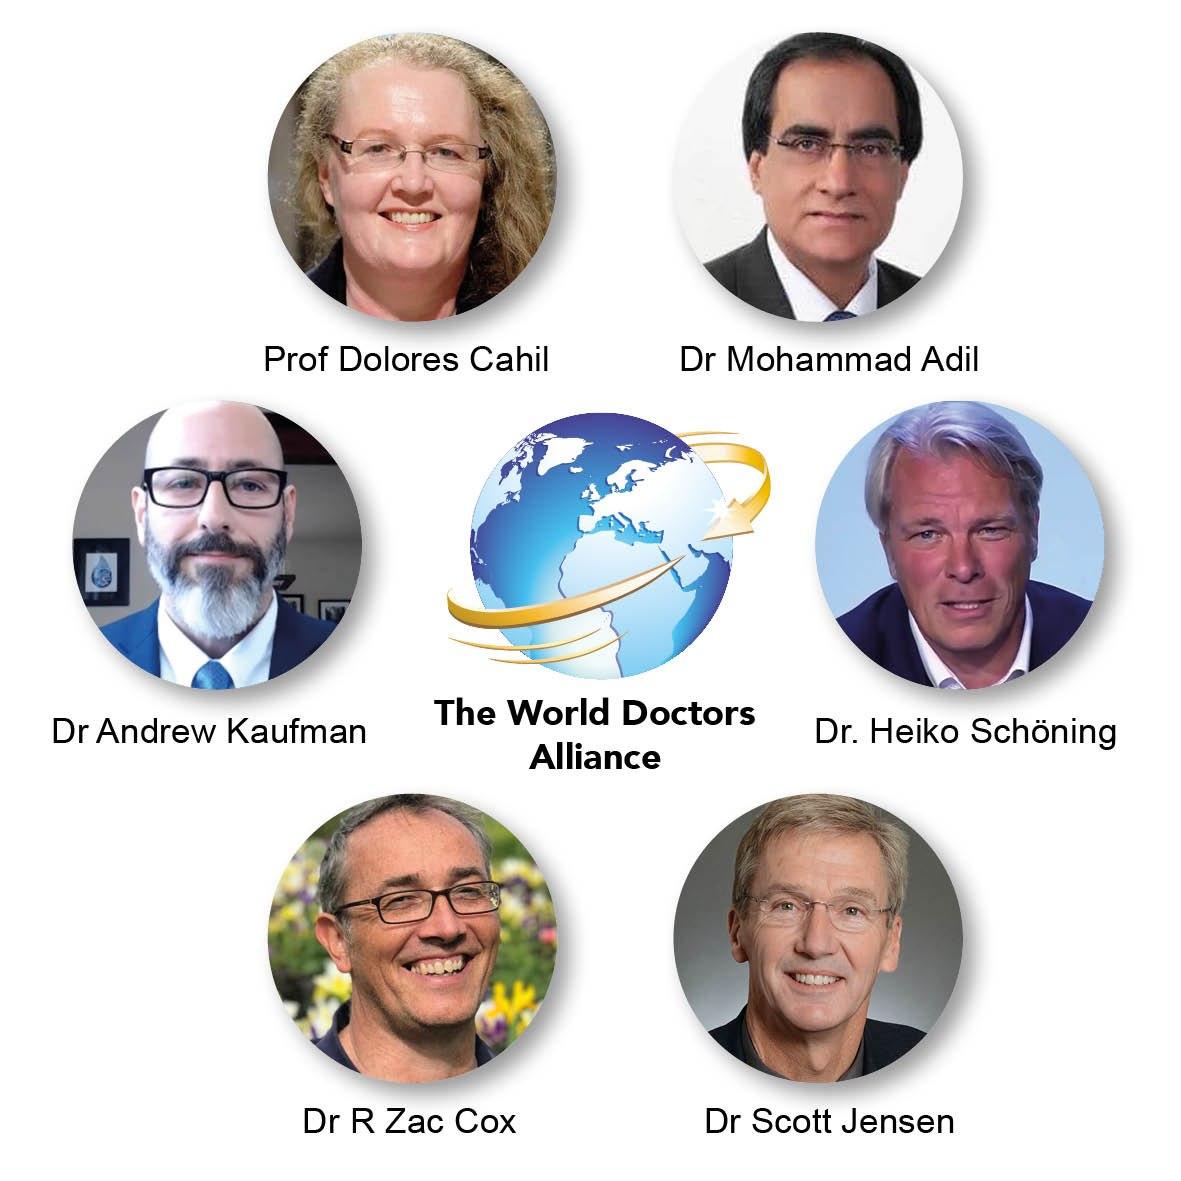 Prof Dolores Cahil
Dr Mohammad Adil
Dr Andrew Kaufman
The World Doctors
Alliance
Dr. Heiko Schöning
Dr R Zac Cox
Dr Scott Jensen